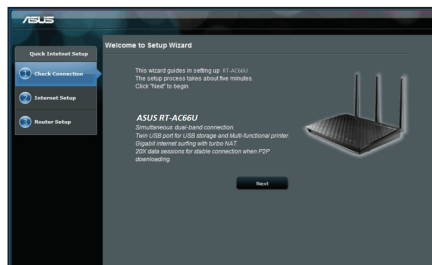 ASUS
Quick Internet Setup
1 Check Connection
2 Internet Setup
3 Router Setup
Welcome to Setup Wizard
This wizard guides in setting up RT-AC66U
The setup process takes about five minutes.
Click "Next" to begin.
ASUS RT-AC66U
Simultaneous dual-band connection.
Twin USB port for USB storage and Multi-functional printer.
Gigabit internet surfing with turbo NAT.
20X data sessions for stable connection when P2P
downloading.
Next